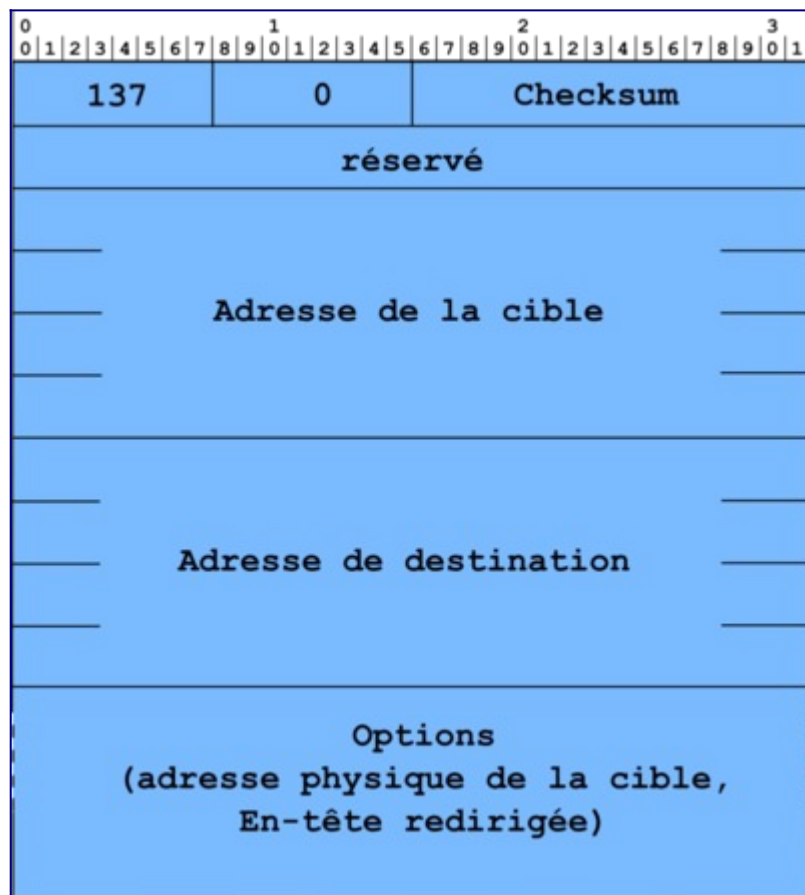 0 1 2 3
0 1 2 3 4 5 6 7 8 9 0 1 2 3 4 5 6 7 8 9 0 1 2 3 4 5 6 7 8 9 0 1
137 0 Checksum
réservé
Adresse de la cible
Adresse de destination
Options
(adresse physique de la cible,
En-tête redirigée)